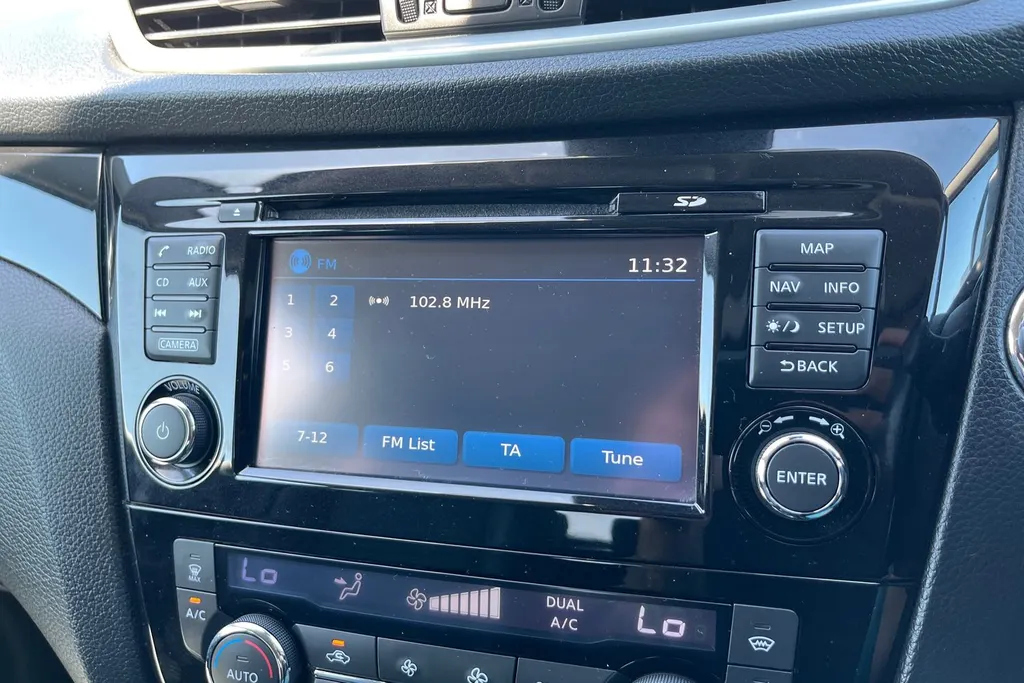 SD
RADIO
CD AUX
CAMERA
VOLUME
FM 11:32
1 2 102.8 MHz
3 4
5 6
7-12 FM List TA Tune
MAP
NAV INFO
SETUP
BACK
ENTER
MAX
A/C
Lo DUAL Lo
A/C
AUTO